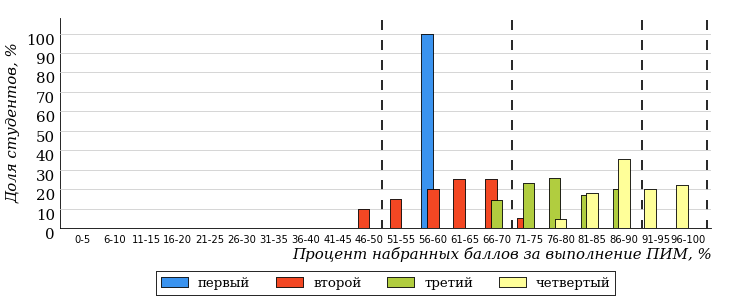 Доля студентов, %
100
90
80
70
60
50
40
30
20
10
0
0-5 6-10 11-15 16-20 21-25 26-30 31-35 36-40 41-45 46-50 51-55 56-60 61-65 66-70 71-75 76-80 81-85 86-90 91-95 96-100
Процент набранных баллов за выполнение ПИМ, %
первый второй третий четвертый